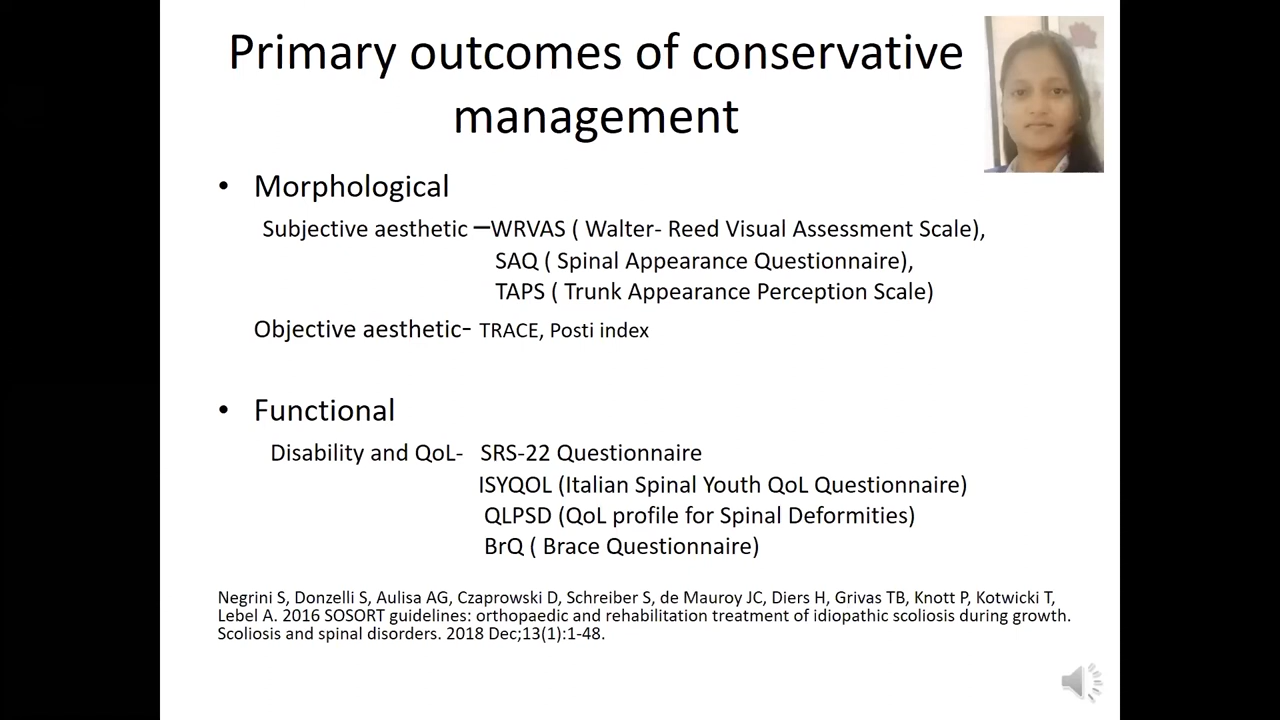 Primary outcomes of conservative
management
• Morphological
Subjective aesthetic –WRVAS ( Walter- Reed Visual Assessment Scale),
SAQ ( Spinal Appearance Questionnaire),
TAPS ( Trunk Appearance Perception Scale)
Objective aesthetic- TRACE, Posti index
• Functional
Disability and QoL- SRS-22 Questionnaire
ISYQOL (Italian Spinal Youth QoL Questionnaire)
QLPSD (QoL profile for Spinal Deformities)
BrQ ( Brace Questionnaire)
Negrini S, Donzelli S, Aulisa AG, Czaprowski D, Schreiber S, de Mauroy JC, Diers H, Grivas TB, Knott P, Kotwicki T,
Lebel A. 2016 SOSORT guidelines: orthopaedic and rehabilitation treatment of idiopathic scoliosis during growth.
Scoliosis and spinal disorders. 2018 Dec;13(1):1-48.